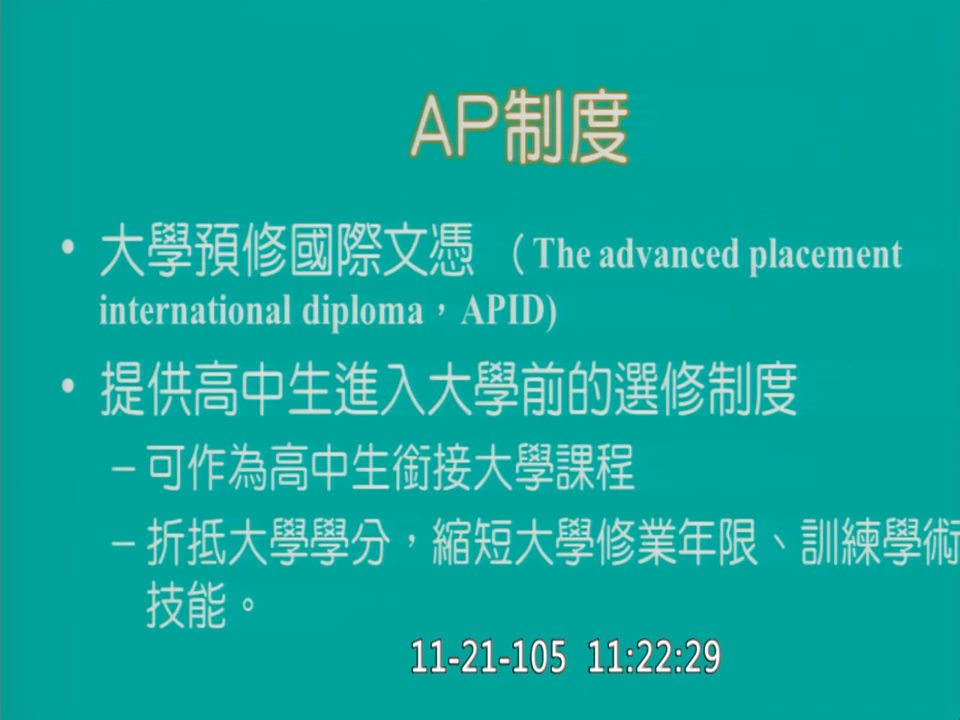 AP制度
• 大學預修國際文憑 （The advanced placement
international diploma，APID)
• 提供高中生進入大學前的選修制度
– 可作為高中生銜接大學課程
– 折抵大學學分，縮短大學修業年限、訓練學術
技能。
11-21-105 11:22:29